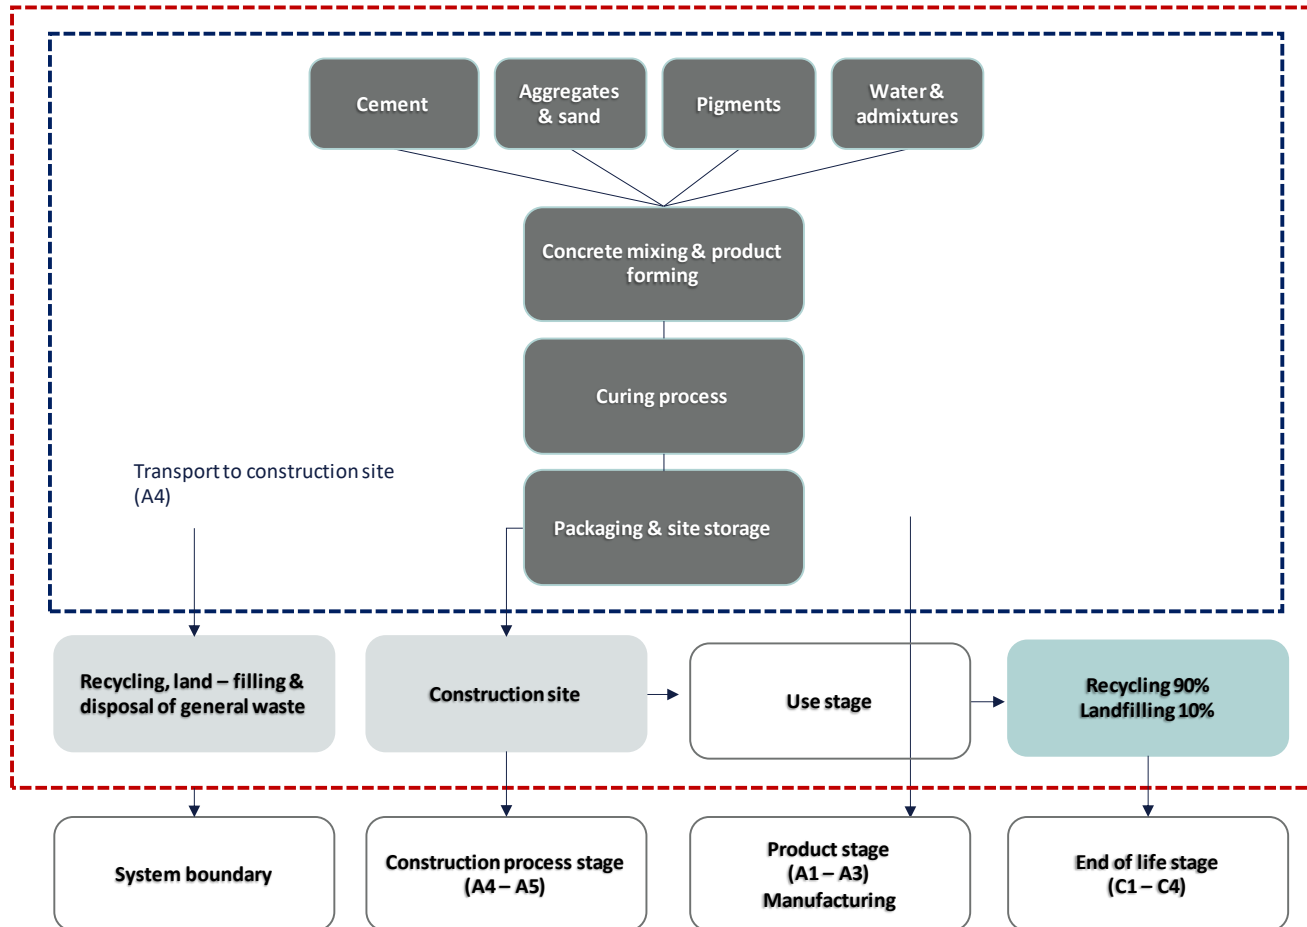 Cement
Aggregates
& sand
Pigments
Water &
admixtures
Concrete mixing & product
forming
Curing process
Transport to construction site
(A4)
Packaging & site storage
Recycling, land – filling &
disposal of general waste
Construction site
Use stage
Recycling 90%
Landfilling 10%
System boundary
Construction process stage
(A4 – A5)
Product stage
(A1 – A3)
Manufacturing
End of life stage
(C1 – C4)